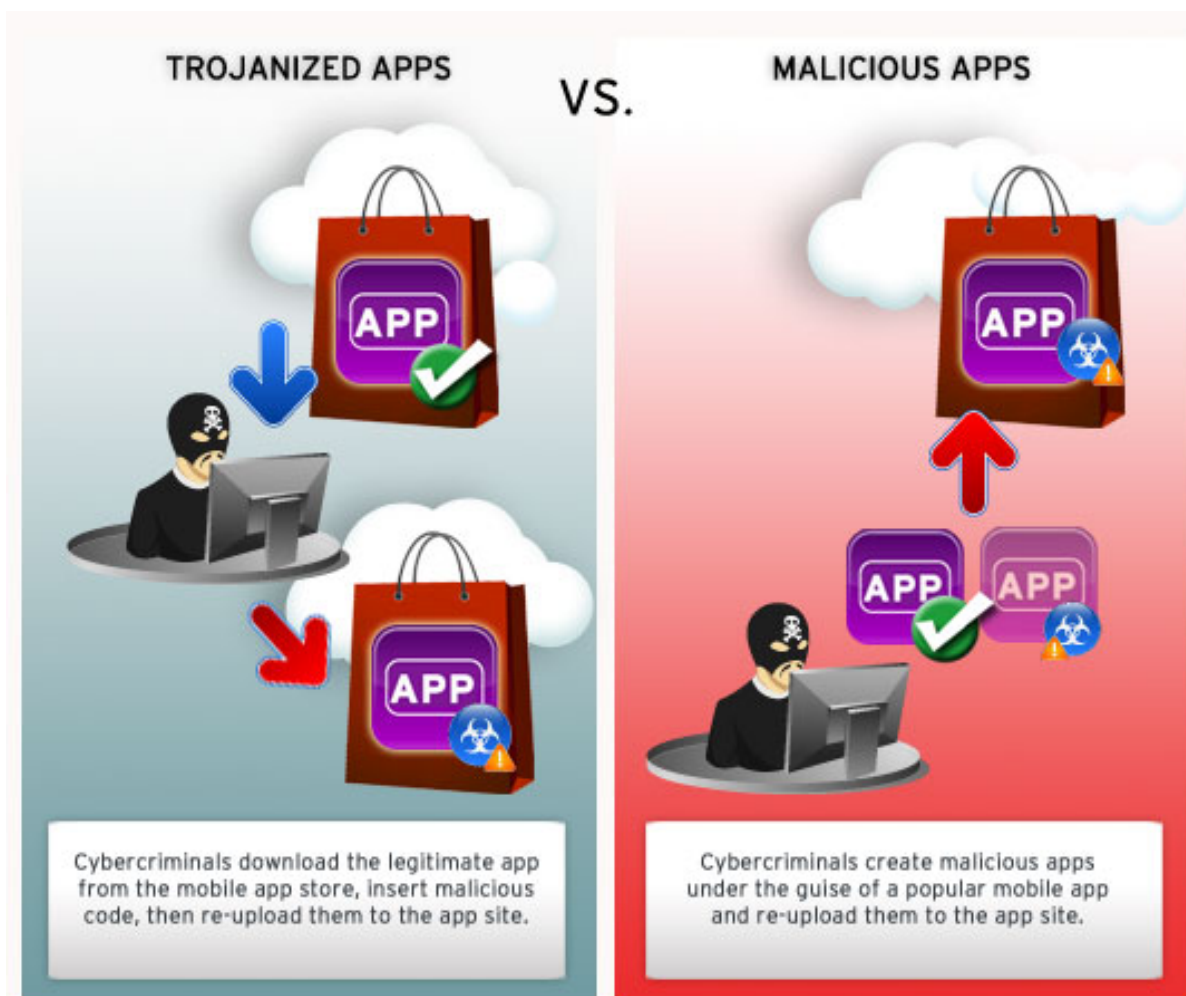 TROJANIZED APPS
VS.
MALICIOUS APPS
APP
APP
Cybercriminals download the legitimate app
from the mobile app store, insert malicious
code, then re-upload them to the app site.
APP
APP
APP
Cybercriminals create malicious apps
under the guise of a popular mobile app
and re-upload them to the app site.